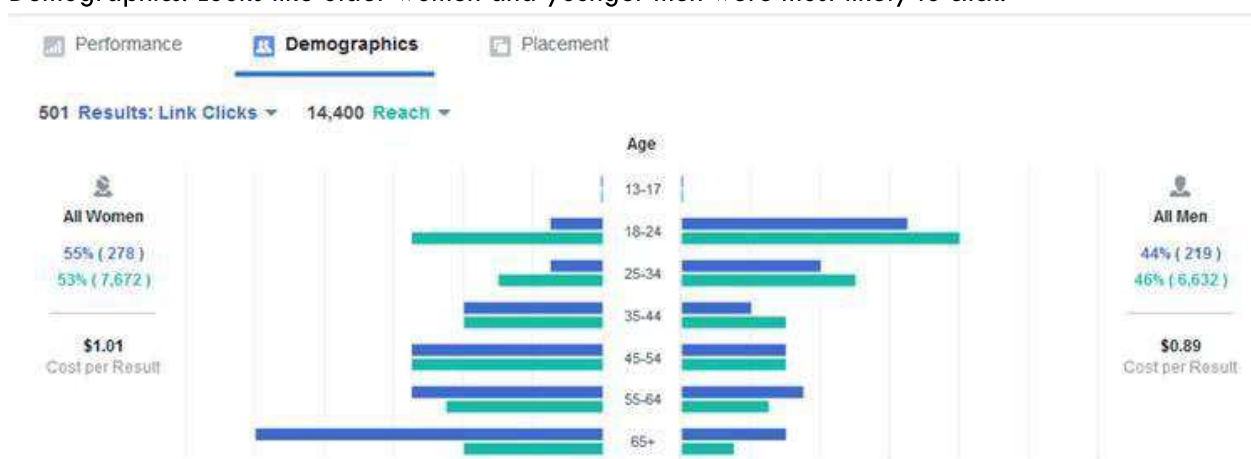 Demographics: Looks like older women and younger men were most likely to click.
Performance Demographics Placement
501 Results: Link Clicks 14,400 Reach
Age
All Women
55% ( 278 )
53% ( 7,672 )
$1.01
Cost per Result
13-17
18-24
25-34
35-44
45-54
55-64
65+
All Men
44% ( 219 )
46% ( 6,632 )
$0.89
Cost per Result